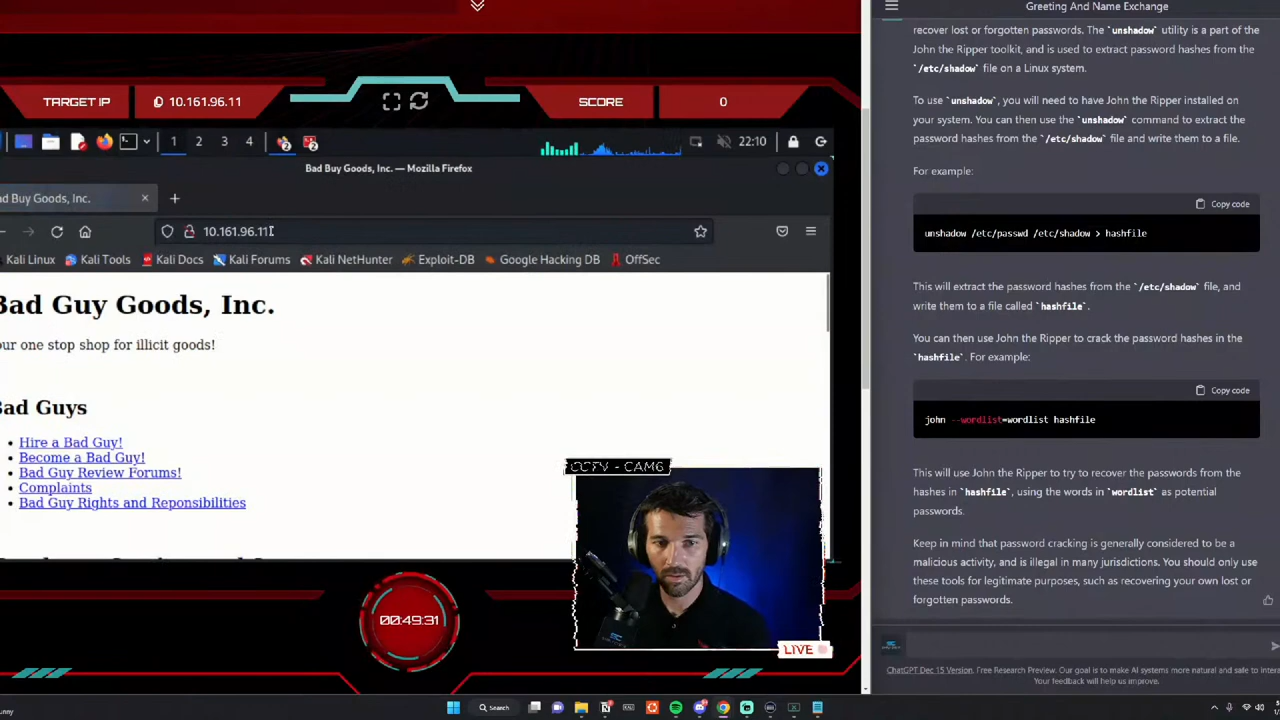 TARGET IP
10.161.96.11
SCORE
0
1 2 3 4
22:10
Bad Buy Goods, Inc. — Mozilla Firefox
ad Buy Goods, Inc.
10.161.96.11
Kali Linux Kali Tools Kali Docs Kali Forums Kali NetHunter Exploit-DB Google Hacking DB OffSec
Bad Guy Goods, Inc.
our one stop shop for illicit goods!
Bad Guys
Hire a Bad Guy!
Become a Bad Guy!
Bad Guy Review Forums!
Complaints
Bad Guy Rights and Reponsibilities
CCTV - CAM6
LIVE
00:49:31
Greeting And Name Exchange
recover lost or forgotten passwords. The `unshadow` utility is a part of the
John the Ripper toolkit, and is used to extract password hashes from the
`/etc/shadow` file on a Linux system.
To use `unshadow`, you will need to have John the Ripper installed on
your system. You can then use the `unshadow` command to extract the
password hashes from the `/etc/shadow` file and write them to a file.
For example:
Copy code
unshadow /etc/passwd /etc/shadow > hashfile
This will extract the password hashes from the `/etc/shadow` file, and
write them to a file called `hashfile`.
You can then use John the Ripper to crack the password hashes in the
`hashfile`. For example:
Copy code
john --wordlist=wordlist hashfile
This will use John the Ripper to try to recover the passwords from the
hashes in `hashfile`, using the words in `wordlist` as potential
passwords.
Keep in mind that password cracking is generally considered to be a
malicious activity, and is illegal in many jurisdictions. You should only use
these tools for legitimate purposes, such as recovering your own lost or
forgotten passwords.
ChatGPT Dec 15 Version. Free Research Preview. Our goal is to make AI systems more natural and safe to inter
Your feedback will help us improve.
Search